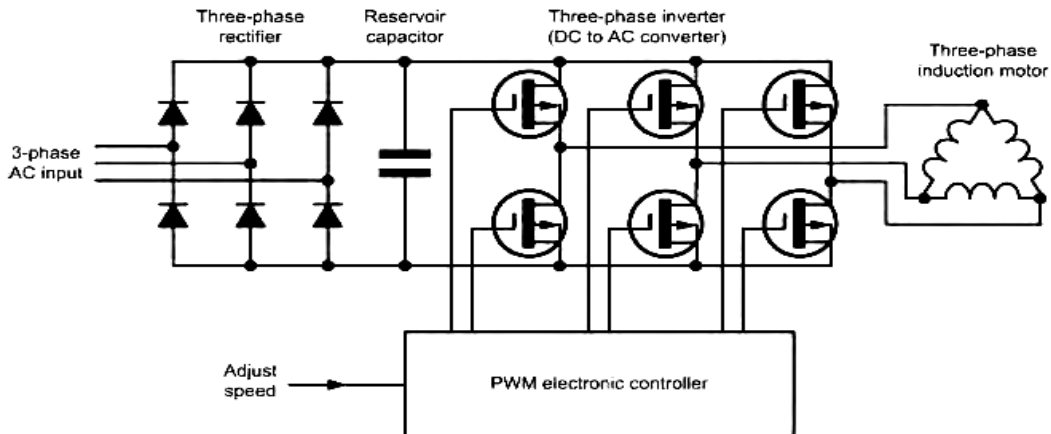 Three-phase
rectifier
Reservoir
capacitor
Three-phase inverter
(DC to AC converter)
Three-phase
induction motor
3-phase
AC input
Adjust
speed
PWM electronic controller